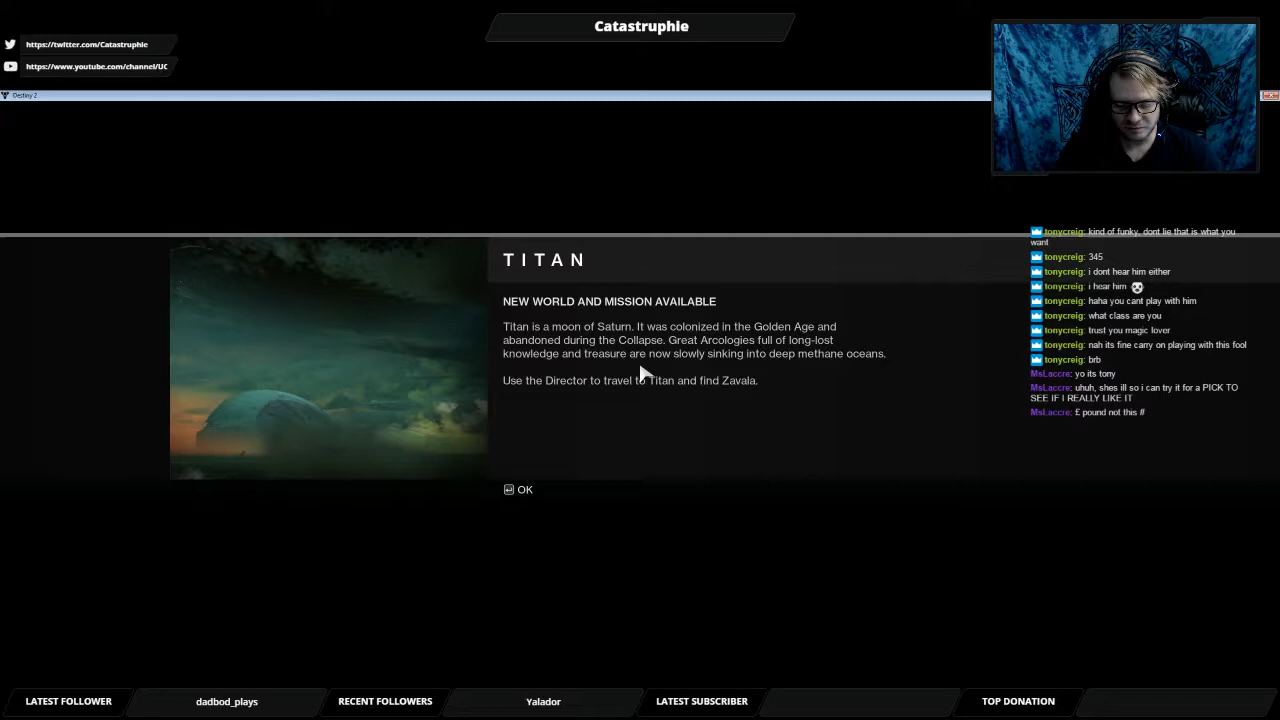 Catastruphie
https://twitter.com/Catastruphie
https://www.youtube.com/channel/UC
Destiny 2
TITAN
NEW WORLD AND MISSION AVAILABLE
Titan is a moon of Saturn. It was colonized in the Golden Age and
abandoned during the Collapse. Great Arcologies full of long-lost
knowledge and treasure are now slowly sinking into deep methane oceans.
Use the Director to travel to Titan and find Zavala.
OK
tonycreig: kind of funky, dont lie that is what you
want
tonycreig: 345
tonycreig: i dont hear him either
tonycreig: i hear him
tonycreig: haha you cant play with him
tonycreig: what class are you
tonycreig: trust you magic lover
tonycreig: nah its fine carry on playing with this fool
tonycreig: brb
MsLaccre: yo its tony
MsLaccre: uhuh, shes ill so i can try it for a PICK TO
SEE IF I REALLY LIKE IT
MsLaccre: £ pound not this #
LATEST FOLLOWER
dadbod_plays
RECENT FOLLOWERS
Yalador
LATEST SUBSCRIBER
TOP DONATION